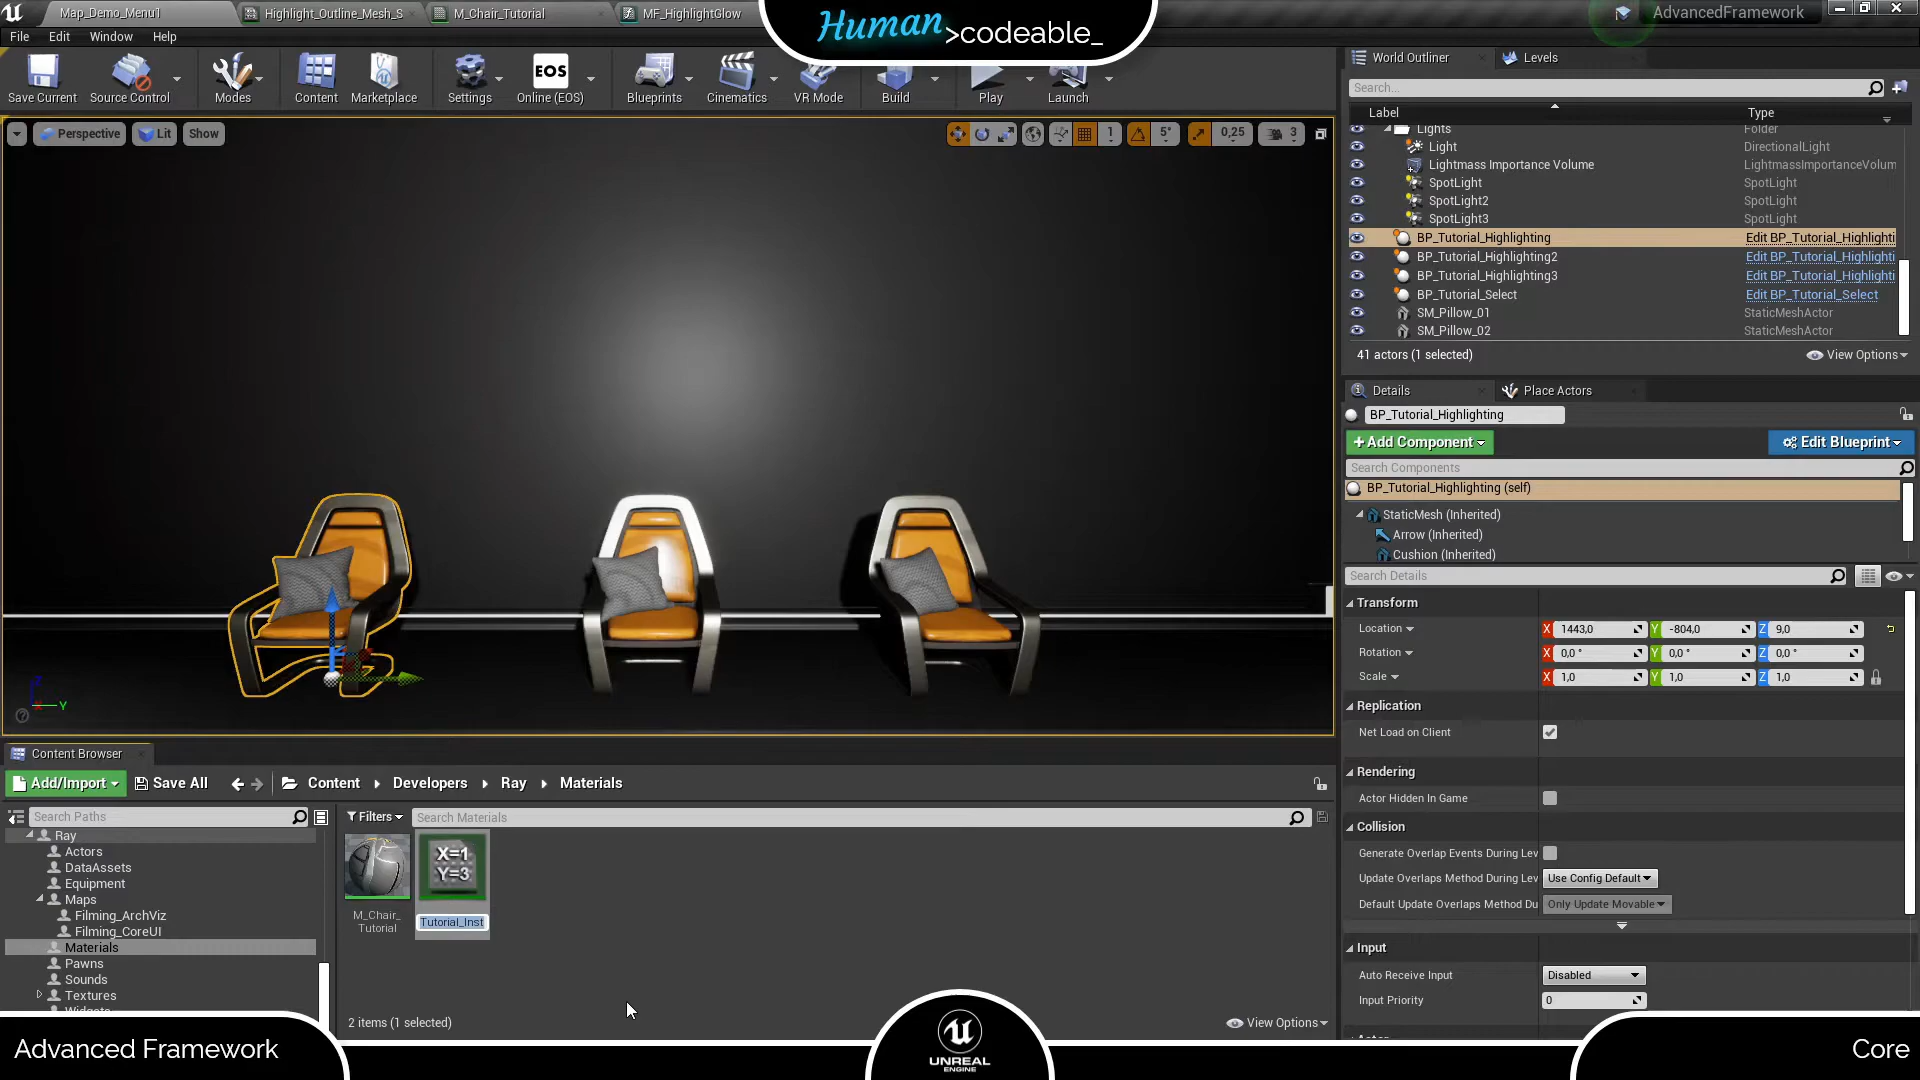 Map_Demo_Menu1
Highlight_Outline_Mesh_S
M_Chair_Tutorial
MF_HighlightGlow
Human >codeable_
AdvancedFramework
File Edit Window Help
Save Current
Source Control
Modes
Content
Marketplace
Settings
EOS
Online (EOS)
Blueprints
Cinematics
VR Mode
Build
Play
Launch
Perspective
Lit
Show
1
5°
0,25
3
World Outliner
Levels
Search...
Label Type
Lights Folder
Light DirectionalLight
Lightmass Importance Volume LightmassImportanceVolum
SpotLight SpotLight
SpotLight2 SpotLight
SpotLight3 SpotLight
BP_Tutorial_Highlighting Edit BP_Tutorial_Highlighti
BP_Tutorial_Highlighting2 Edit BP_Tutorial_Highlighti
BP_Tutorial_Highlighting3 Edit BP_Tutorial_Highlighti
BP_Tutorial_Select Edit BP_Tutorial_Select
SM_Pillow_01 StaticMeshActor
SM_Pillow_02 StaticMeshActor
41 actors (1 selected)
View Options
Details
Place Actors
BP_Tutorial_Highlighting
+Add Component
Edit Blueprint
Search Components
BP_Tutorial_Highlighting (self)
StaticMesh (Inherited)
Arrow (Inherited)
Cushion (Inherited)
Search Details
Transform
Location X 1443,0 Y -804,0 Z 9,0
Rotation X 0,0 ° Y 0,0 ° Z 0,0 °
Scale X 1,0 Y 1,0 Z 1,0
Replication
Net Load on Client
Rendering
Actor Hidden In Game
Collision
Generate Overlap Events During Lev
Update Overlaps Method During Lev Use Config Default
Default Update Overlaps Method Du Only Update Movable
Input
Auto Receive Input Disabled
Input Priority 0
Z
Y
Content Browser
Add/Import
Save All
Content Developers Ray Materials
Search Paths
Filters
Search Materials
Ray
Actors
DataAssets
Equipment
Maps
Filming_ArchViz
Filming_CoreUI
Materials
Pawns
Sounds
Textures
M_Chair_
Tutorial
X=1
Y=3
Tutorial_Inst
2 items (1 selected)
View Options
Advanced Framework
UNREAL
ENGINE
Core